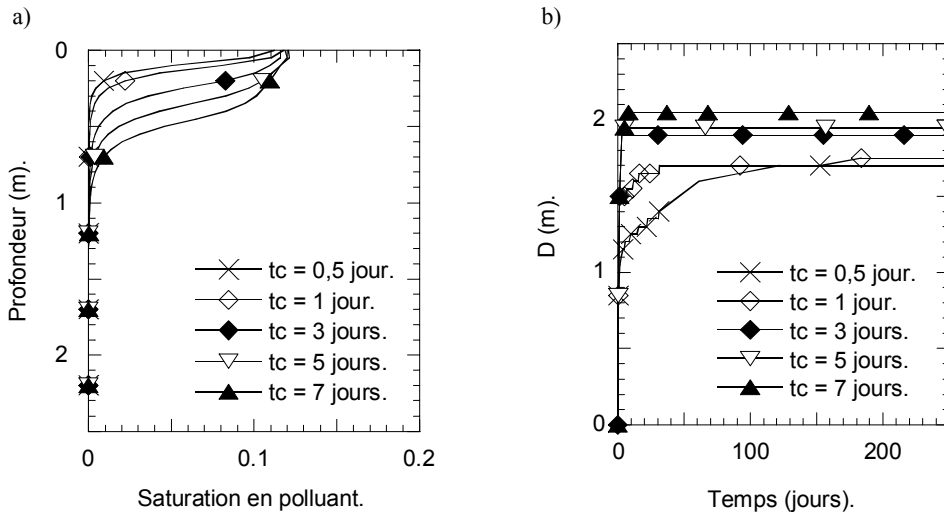 a)
0
1
2
Profondeur (m).
tc = 0,5 jour.
tc = 1 jour.
tc = 3 jours.
tc = 5 jours.
tc = 7 jours.
0
0.1
0.2
Saturation en polluant.
b)
2
1
0
D (m).
tc = 0,5 jour.
tc = 1 jour.
tc = 3 jours.
tc = 5 jours.
tc = 7 jours.
0
100
200
Temps (jours).